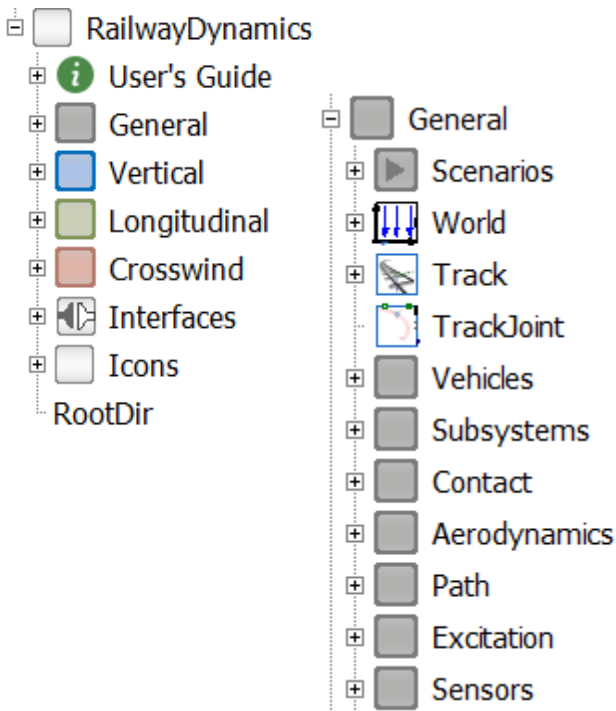 RailwayDynamics
User's Guide
General
Vertical
Longitudinal
Crosswind
Interfaces
Icons
RootDir
General
Scenarios
World
Track
TrackJoint
Vehicles
Subsystems
Contact
Aerodynamics
Path
Excitation
Sensors